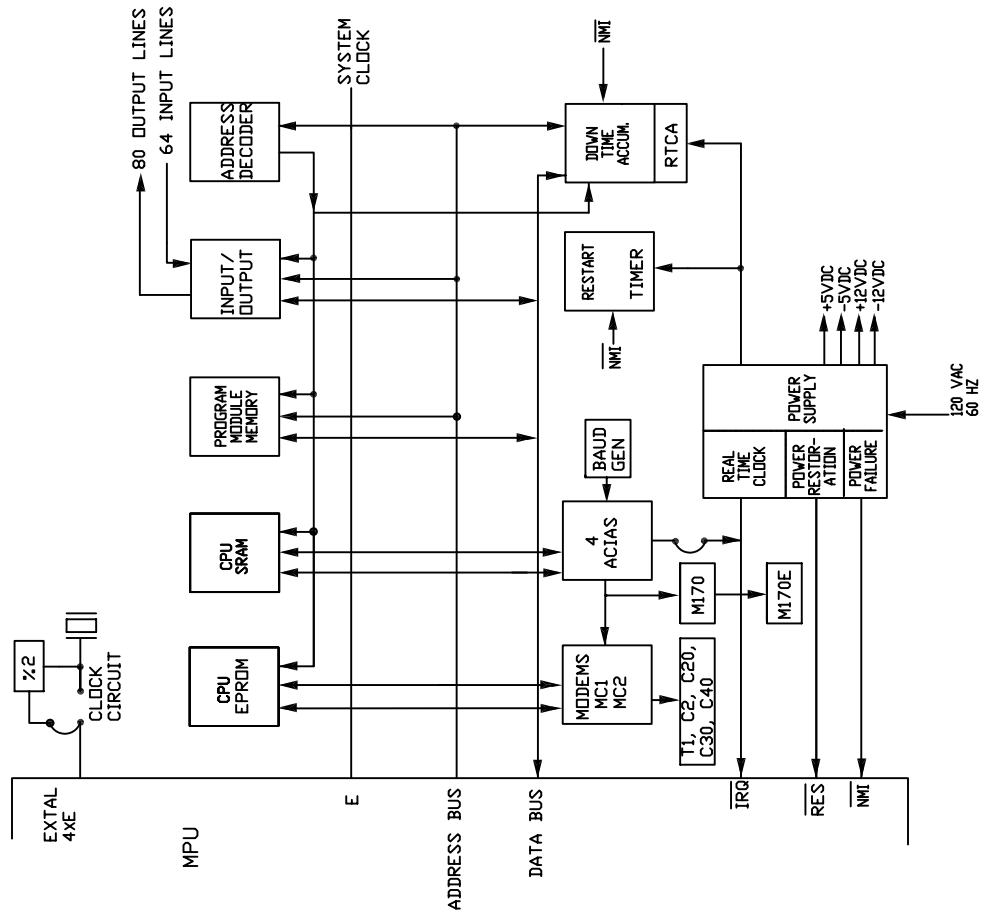 80 OUTPUT LINES
64 INPUT LINES
SYSTEM
CLOCK
NMI
ADDRESS
DECODER
DOWN
TIME
ACCUM.
RTCA
INPUT/
OUTPUT
RESTART
TIMER
NMI
PROGRAM
MODULE
MEMORY
BAUD
GEN
POWER
SUPPLY
+5VDC
-5VDC
+12VDC
-12VDC
120 VAC
60 HZ
REAL
TIME
CLOCK
POWER
RESTOR-
ATION
POWER
FAILURE
CPU
SRAM
4
ACIAS
M170
M170E
%2
CLOCK
CIRCUIT
CPU
EPROM
MODEMS
MC1
MC2
T1, C2, C20,
C30, C40
EXTAL
4XE
MPU
E
ADDRESS BUS
DATA BUS
IRQ
RES
NMI